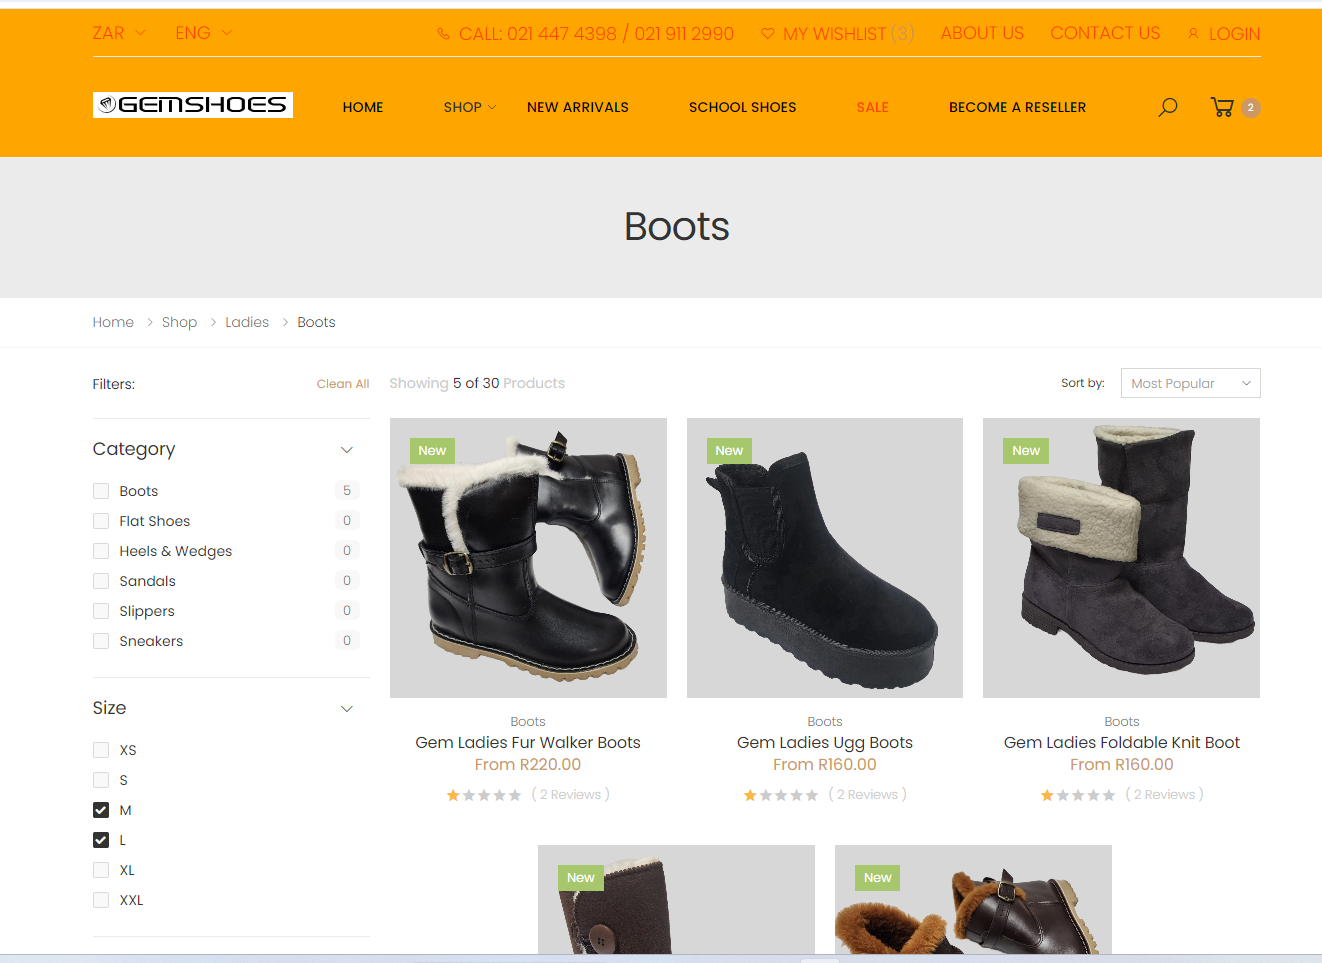 ZAR ENG CALL: 021 447 4398 / 021 911 2990 MY WISHLIST (3) ABOUT US CONTACT US LOGIN
GEMSHOES HOME SHOP NEW ARRIVALS SCHOOL SHOES SALE BECOME A RESELLER 2
Boots
Home > Shop > Ladies > Boots
Filters: Clean All
Showing 5 of 30 Products
Sort by: Most Popular
Category
Boots 5
Flat Shoes 0
Heels & Wedges 0
Sandals 0
Slippers 0
Sneakers 0
Size
XS
S
M
L
XL
XXL
New
Boots
Gem Ladies Fur Walker Boots
From R220.00
( 2 Reviews )
New
Boots
Gem Ladies Ugg Boots
From R160.00
( 2 Reviews )
New
Boots
Gem Ladies Foldable Knit Boot
From R160.00
( 2 Reviews )
New
New